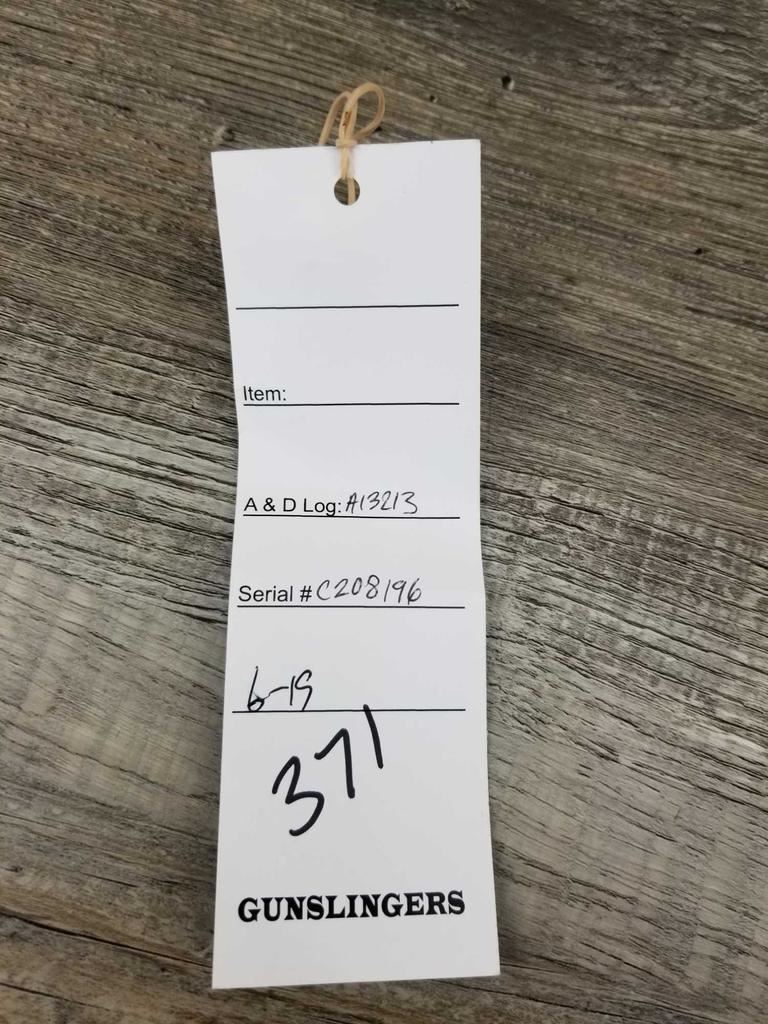 Item:
A & D Log: A13213
Serial # C208196
6-19
371
GUNSLINGERS